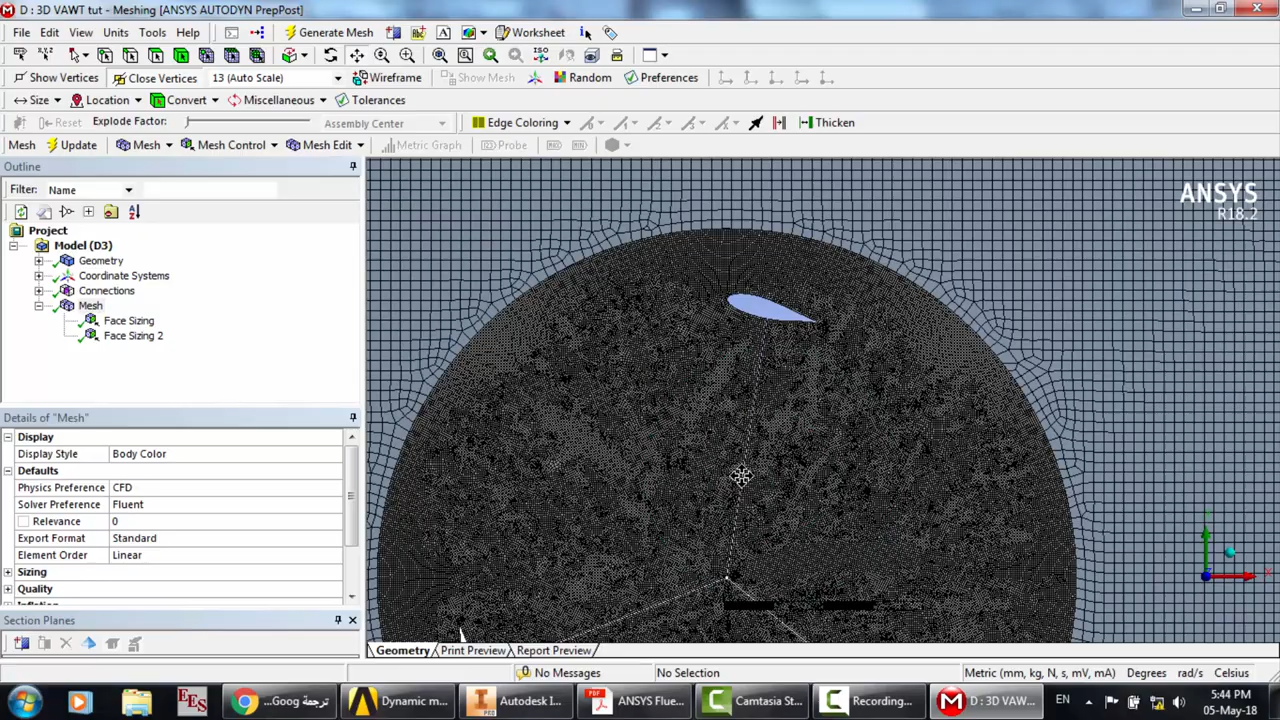 D : 3D VAWT tut - Meshing [ANSYS AUTODYN PrepPost]
File Edit View Units Tools Help Generate Mesh Worksheet
Show Vertices Close Vertices 13 (Auto Scale) Wireframe Show Mesh Random Preferences
Size Location Convert Miscellaneous Tolerances
Reset Explode Factor: Assembly Center Edge Coloring Thicken
Mesh Update Mesh Mesh Control Mesh Edit Metric Graph Probe
Outline
Filter: Name
Project
Model (D3)
Geometry
Coordinate Systems
Connections
Mesh
Face Sizing
Face Sizing 2
Details of "Mesh"
Display
Display Style Body Color
Defaults
Physics Preference CFD
Solver Preference Fluent
Relevance 0
Export Format Standard
Element Order Linear
Sizing
Quality
Section Planes
ANSYS
R18.2
Geometry Print Preview Report Preview
No Messages No Selection Metric (mm, kg, N, s, mV, mA) Degrees rad/s Celsius
ترجمة - Goog... Dynamic m... Autodesk I... ANSYS Flue... Camtasia St... Recording... D : 3D VAW...
EN 5:44 PM
05-May-18